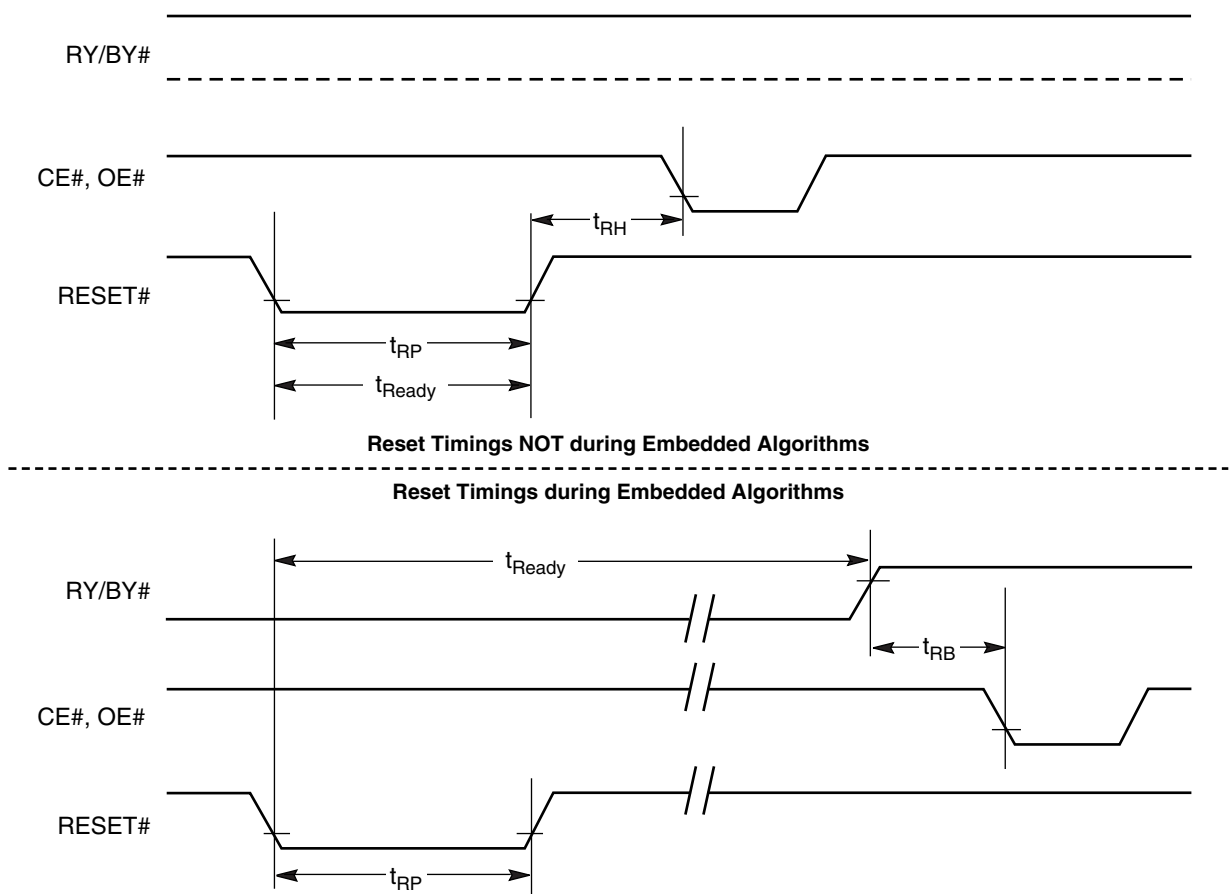 RY/BY#
CE#, OE#
tRH
RESET#
tRP
tReady
Reset Timings NOT during Embedded Algorithms
Reset Timings during Embedded Algorithms
tReady
RY/BY#
tRB
CE#, OE#
RESET#
tRP